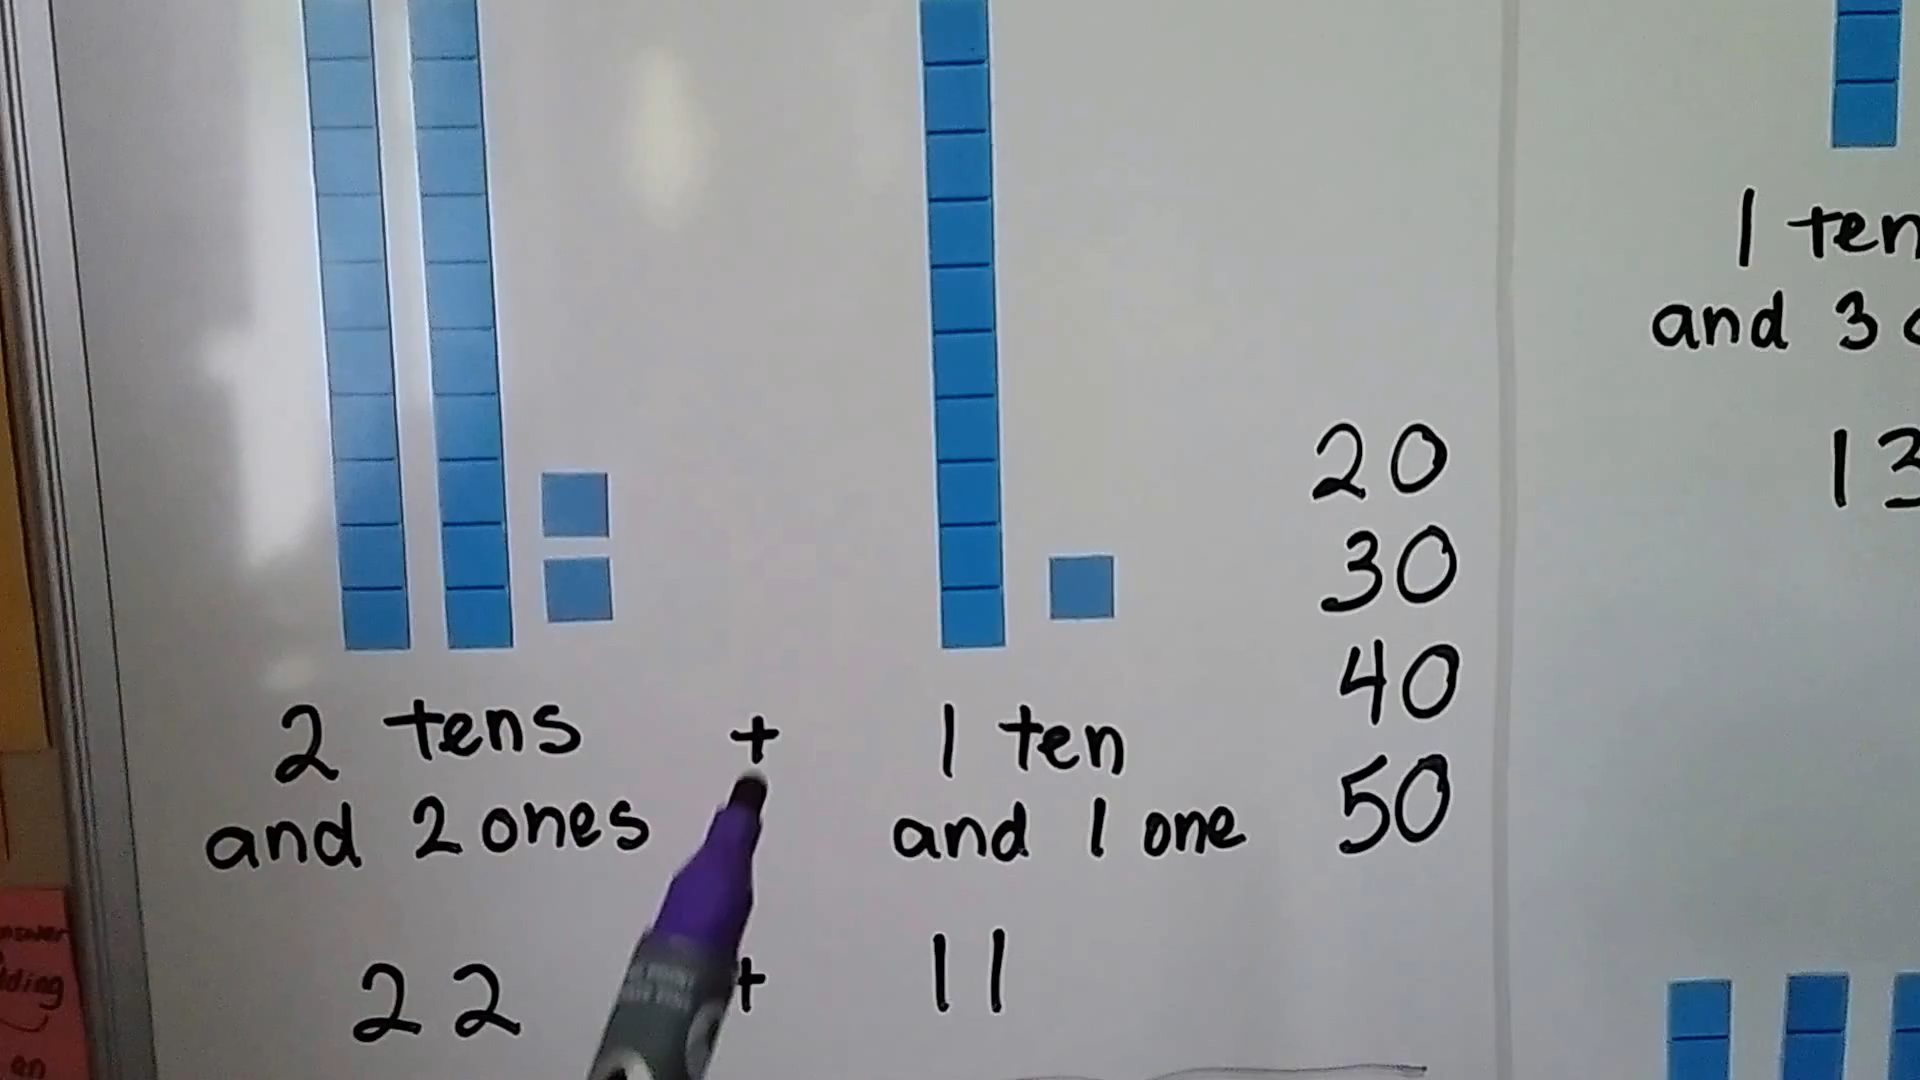 2 tens + 1 ten
and 2 ones and 1 one
22 + 11
20
30
40
50
1 ten
and 3
13
an